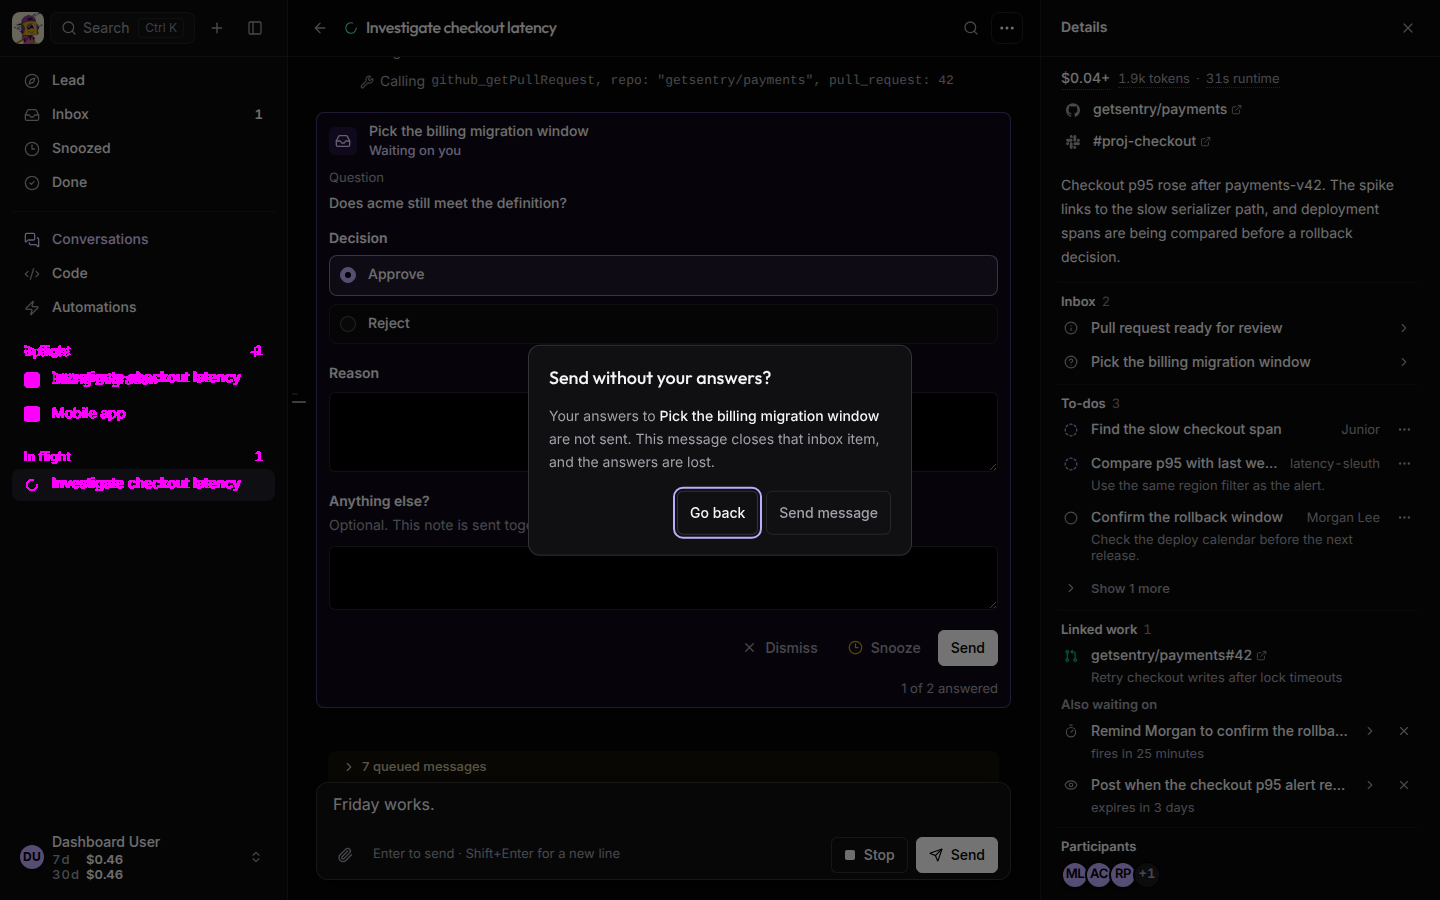 Search Ctrl K
Lead
Inbox 1
Snoozed
Done
Conversations
Code
Automations
Mobile app
In flight 1
Investigate checkout latency
Dashboard User
DU
7d $0.46
30d $0.46
Investigate checkout latency
Calling github_getPullRequest, repo: "getsentry/payments", pull_request: 42
Pick the billing migration window
Waiting on you
Question
Does acme still meet the definition?
Decision
Approve
Reject
Reason
Anything else?
Optional. This note is sent
Dismiss Snooze Send
1 of 2 answered
7 queued messages
Friday works.
Enter to send · Shift+Enter for a new line
Stop Send
Send without your answers?
Your answers to Pick the billing migration window
are not sent. This message closes that inbox item,
and the answers are lost.
Go back Send message
Details
$0.04+ 1.9k tokens · 31s runtime
getsentry/payments
#proj-checkout
Checkout p95 rose after payments-v42. The spike
links to the slow serializer path, and deployment
spans are being compared before a rollback
decision.
Inbox 2
Pull request ready for review
Pick the billing migration window
To-dos 3
Find the slow checkout span Junior
Compare p95 with last we... latency-sleuth
Use the same region filter as the alert.
Confirm the rollback window Morgan Lee
Check the deploy calendar before the next
release.
Show 1 more
Linked work 1
getsentry/payments#42
Retry checkout writes after lock timeouts
Also waiting on
Remind Morgan to confirm the rollba...
fires in 25 minutes
Post when the checkout p95 alert re...
expires in 3 days
Participants
ML AC RP +1